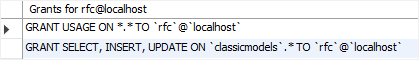 Grants for rfc@localhost
GRANT USAGE ON *.* TO `rfc`@`localhost`
GRANT SELECT, INSERT, UPDATE ON `classicmodels`.* TO `rfc`@`localhost`